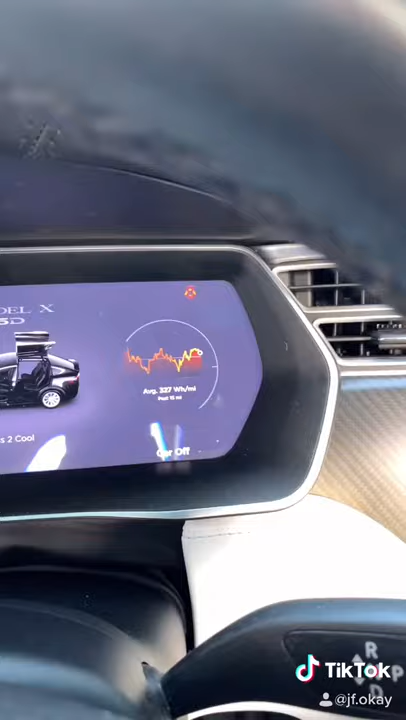 DEL X
5D
Avg. 327 Wh/mi
Past 15 mi
s 2 Cool
Car Off
R
P
D
TikTok
@jf.okay